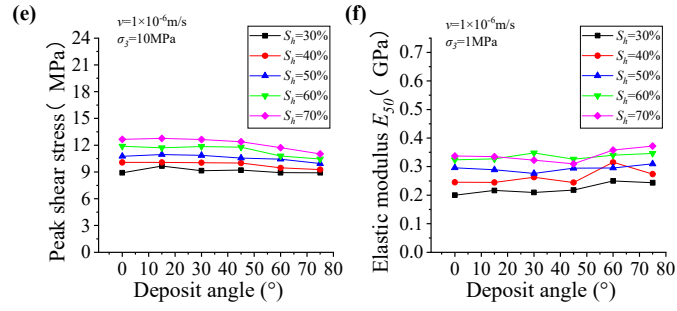 (e)
v=1×10⁻⁶m/s
σ₃=10MPa
Sₕ=30%
Sₕ=40%
Sₕ=50%
Sₕ=60%
Sₕ=70%
Peak shear stress( MPa)
18
15
12
9
6
3
0
0 10 20 30 40 50 60 70 80
Deposit angle (°)
(f)
v=1×10⁻⁶m/s
σ₃=1MPa
Sₕ=30%
Sₕ=40%
Sₕ=50%
Sₕ=60%
Sₕ=70%
Elastic modulus E₅₀( GPa)
0.7
0.6
0.5
0.4
0.3
0.2
0.1
0.0
0 10 20 30 40 50 60 70 80
Deposit angle (°)